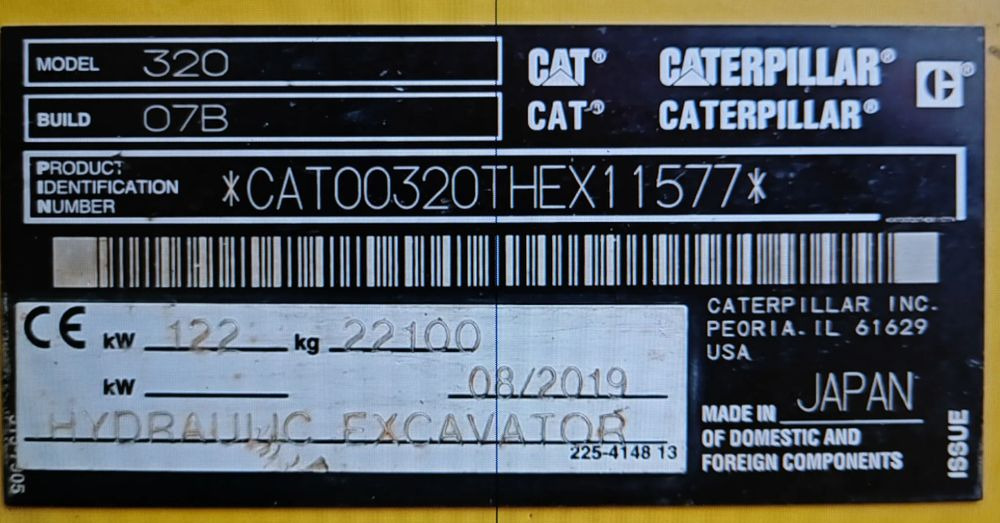 MODEL 320
CAT® CATERPILLAR®
BUILD 07B
CAT® CATERPILLAR®
PRODUCT
IDENTIFICATION
NUMBER
*CAT00320THEX11577*
CE kW 122 kg 22100
kW 08/2019
HYDRAULIC EXCAVATOR
225-4148 13
CATERPILLAR INC.
PEORIA. IL 61629
USA
MADE IN JAPAN
OF DOMESTIC AND
FOREIGN COMPONENTS
ISSUE